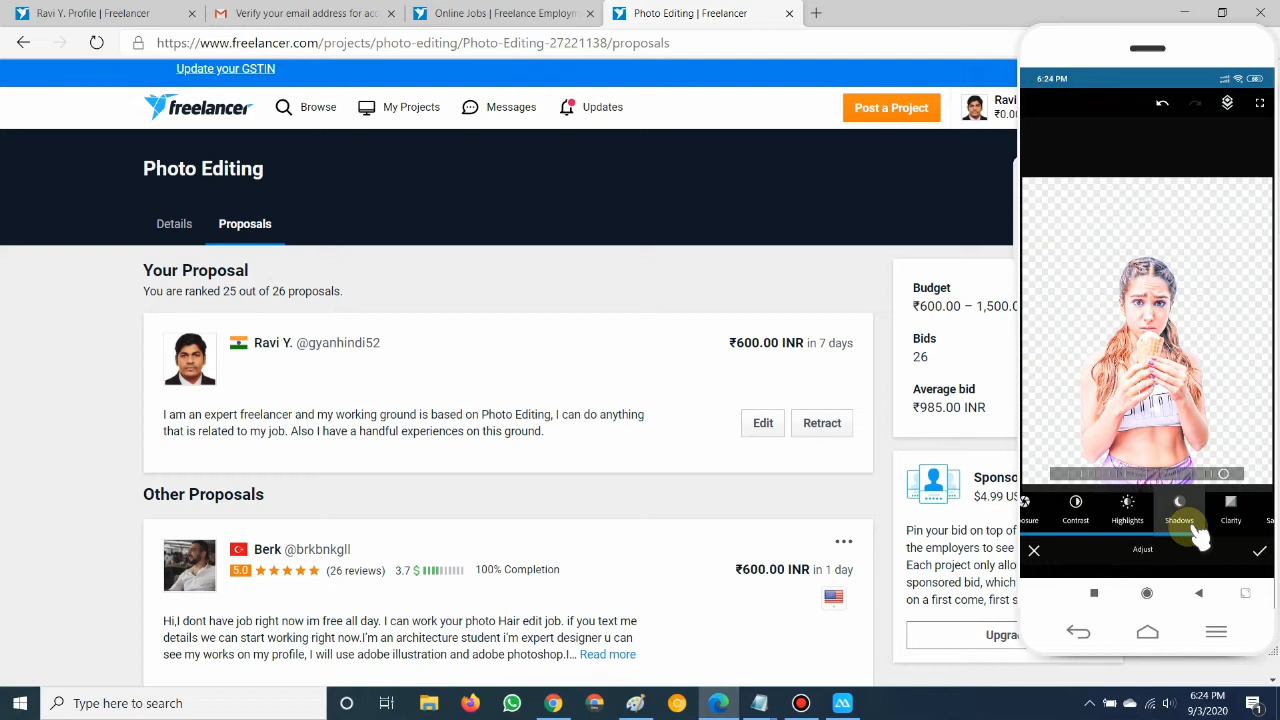 Ravi Y. Profile | Freelancer
Verify your email address for acc
Online Jobs | Freelance Employm
Photo Editing | Freelancer
https://www.freelancer.com/projects/photo-editing/Photo-Editing-27221138/proposals
Update your GSTIN
freelancer
Browse
My Projects
Messages
Updates
Post a Project
Ravi
₹0.00
Photo Editing
Details
Proposals
Your Proposal
You are ranked 25 out of 26 proposals.
Ravi Y. @gyanhindi52
₹600.00 INR in 7 days
I am an expert freelancer and my working ground is based on Photo Editing, I can do anything
that is related to my job. Also I have a handful experiences on this ground.
Edit
Retract
Other Proposals
Berk @brkbnkgll
5.0
(26 reviews)
3.7
$
100% Completion
₹600.00 INR in 1 day
Hi,I dont have job right now im free all day. I can work your photo Hair edit job. if you text me
details we can start working right now.I'm an architecture student i'm expert designer u can
see my works on my profile, I will use adobe illustration and adobe photoshop.I... Read more
Budget
₹600.00 – 1,500.0
Bids
26
Average bid
₹985.00 INR
Sponso
$4.99 US
Pin your bid on top of
the employers to see
Each project only allo
sponsored bid, which
on a first come, first s
Upgra
6:24 PM
osure
Contrast
Highlights
Shadows
Clarity
Sa
Adjust
Type here to search
6:24 PM
9/3/2020
1